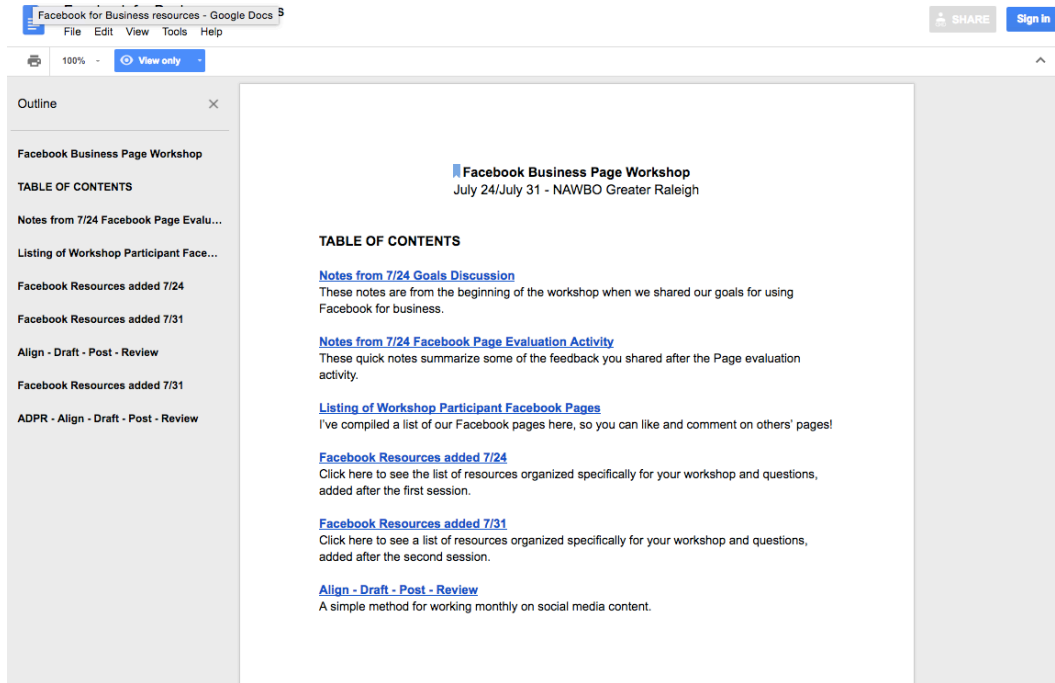 Facebook for Business resources - Google Docs
File Edit View Tools Help
SHARE
Sign in
100%
View only
Outline
Facebook Business Page Workshop
TABLE OF CONTENTS
Notes from 7/24 Facebook Page Evalu...
Listing of Workshop Participant Face...
Facebook Resources added 7/24
Facebook Resources added 7/31
Align - Draft - Post - Review
Facebook Resources added 7/31
ADPR - Align - Draft - Post - Review
Facebook Business Page Workshop
July 24/July 31 - NAWBO Greater Raleigh
TABLE OF CONTENTS
Notes from 7/24 Goals Discussion
These notes are from the beginning of the workshop when we shared our goals for using
Facebook for business.
Notes from 7/24 Facebook Page Evaluation Activity
These quick notes summarize some of the feedback you shared after the Page evaluation
activity.
Listing of Workshop Participant Facebook Pages
I've compiled a list of our Facebook pages here, so you can like and comment on others' pages!
Facebook Resources added 7/24
Click here to see the list of resources organized specifically for your workshop and questions,
added after the first session.
Facebook Resources added 7/31
Click here to see a list of resources organized specifically for your workshop and questions,
added after the second session.
Align - Draft - Post - Review
A simple method for working monthly on social media content.